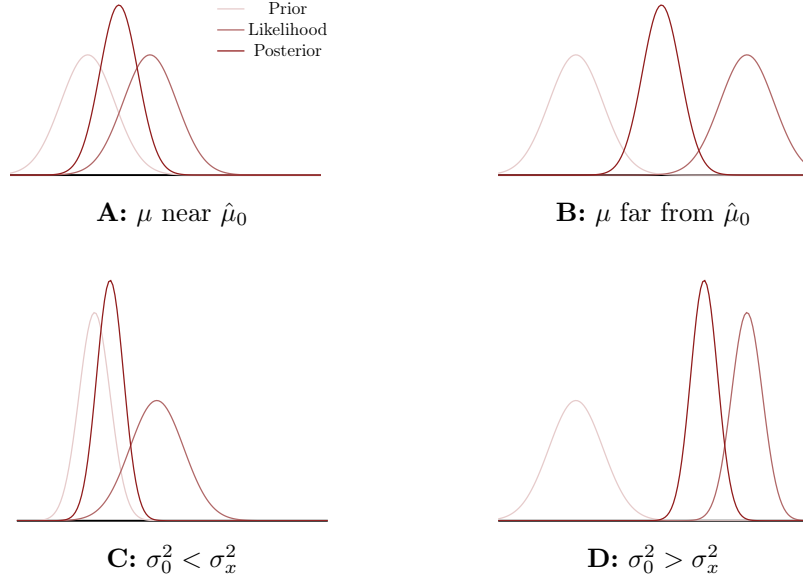 Prior
Likelihood
Posterior
A: μ near μ̂₀
B: μ far from μ̂₀
C: σ₀² < σₓ²
D: σ₀² > σₓ²